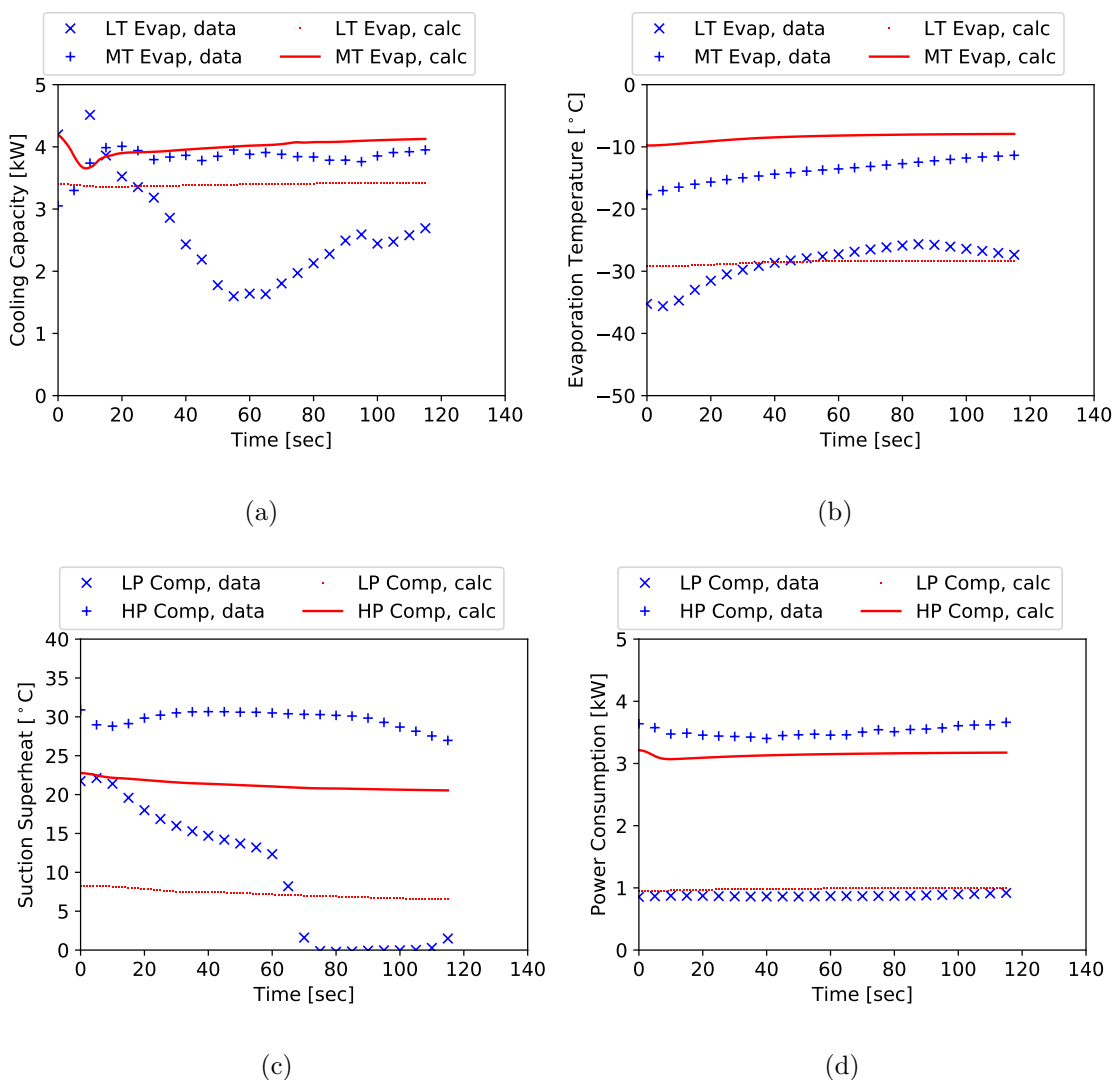 LT Evap, data LT Evap, calc
MT Evap, data MT Evap, calc
5
4
3
2
1
0
Cooling Capacity [kW]
0 20 40 60 80 100 120 140
Time [sec]
(a)
LT Evap, data LT Evap, calc
MT Evap, data MT Evap, calc
0
−10
−20
−30
−40
−50
Evaporation Temperature [°C]
0 20 40 60 80 100 120 140
Time [sec]
(b)
LP Comp, data LP Comp, calc
HP Comp, data HP Comp, calc
40
35
30
25
20
15
10
5
0
Suction Superheat [°C]
0 20 40 60 80 100 120 140
Time [sec]
(c)
LP Comp, data LP Comp, calc
HP Comp, data HP Comp, calc
5
4
3
2
1
0
Power Consumption [kW]
0 20 40 60 80 100 120 140
Time [sec]
(d)